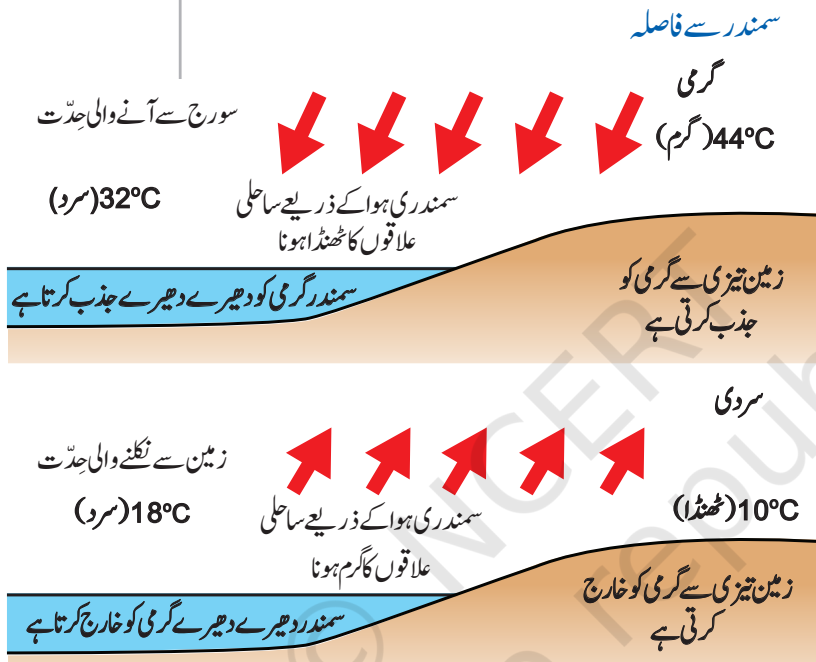 سمندر سے فاصلہ
گرمی
44°C( گرم)
سورج سے آنے والی حِدّت
32°C(سرد)
سمندری ہوا کے ذریعے ساحلی
علاقوں کا ٹھنڈا ہونا
سمندر گرمی کو دھیرے دھیرے جذب کرتا ہے
زمین تیزی سے گرمی کو
جذب کرتی ہے
سردی
10°C(ٹھنڈا)
زمین سے نکلنے والی حِدّت
18°C(سرد)
سمندری ہوا کے ذریعے ساحلی
علاقوں کا گرم ہونا
سمندر دھیرے دھیرے گرمی کو خارج کرتا ہے
زمین تیزی سے گرمی کو خارج
کرتی ہے
© NCERT
republ